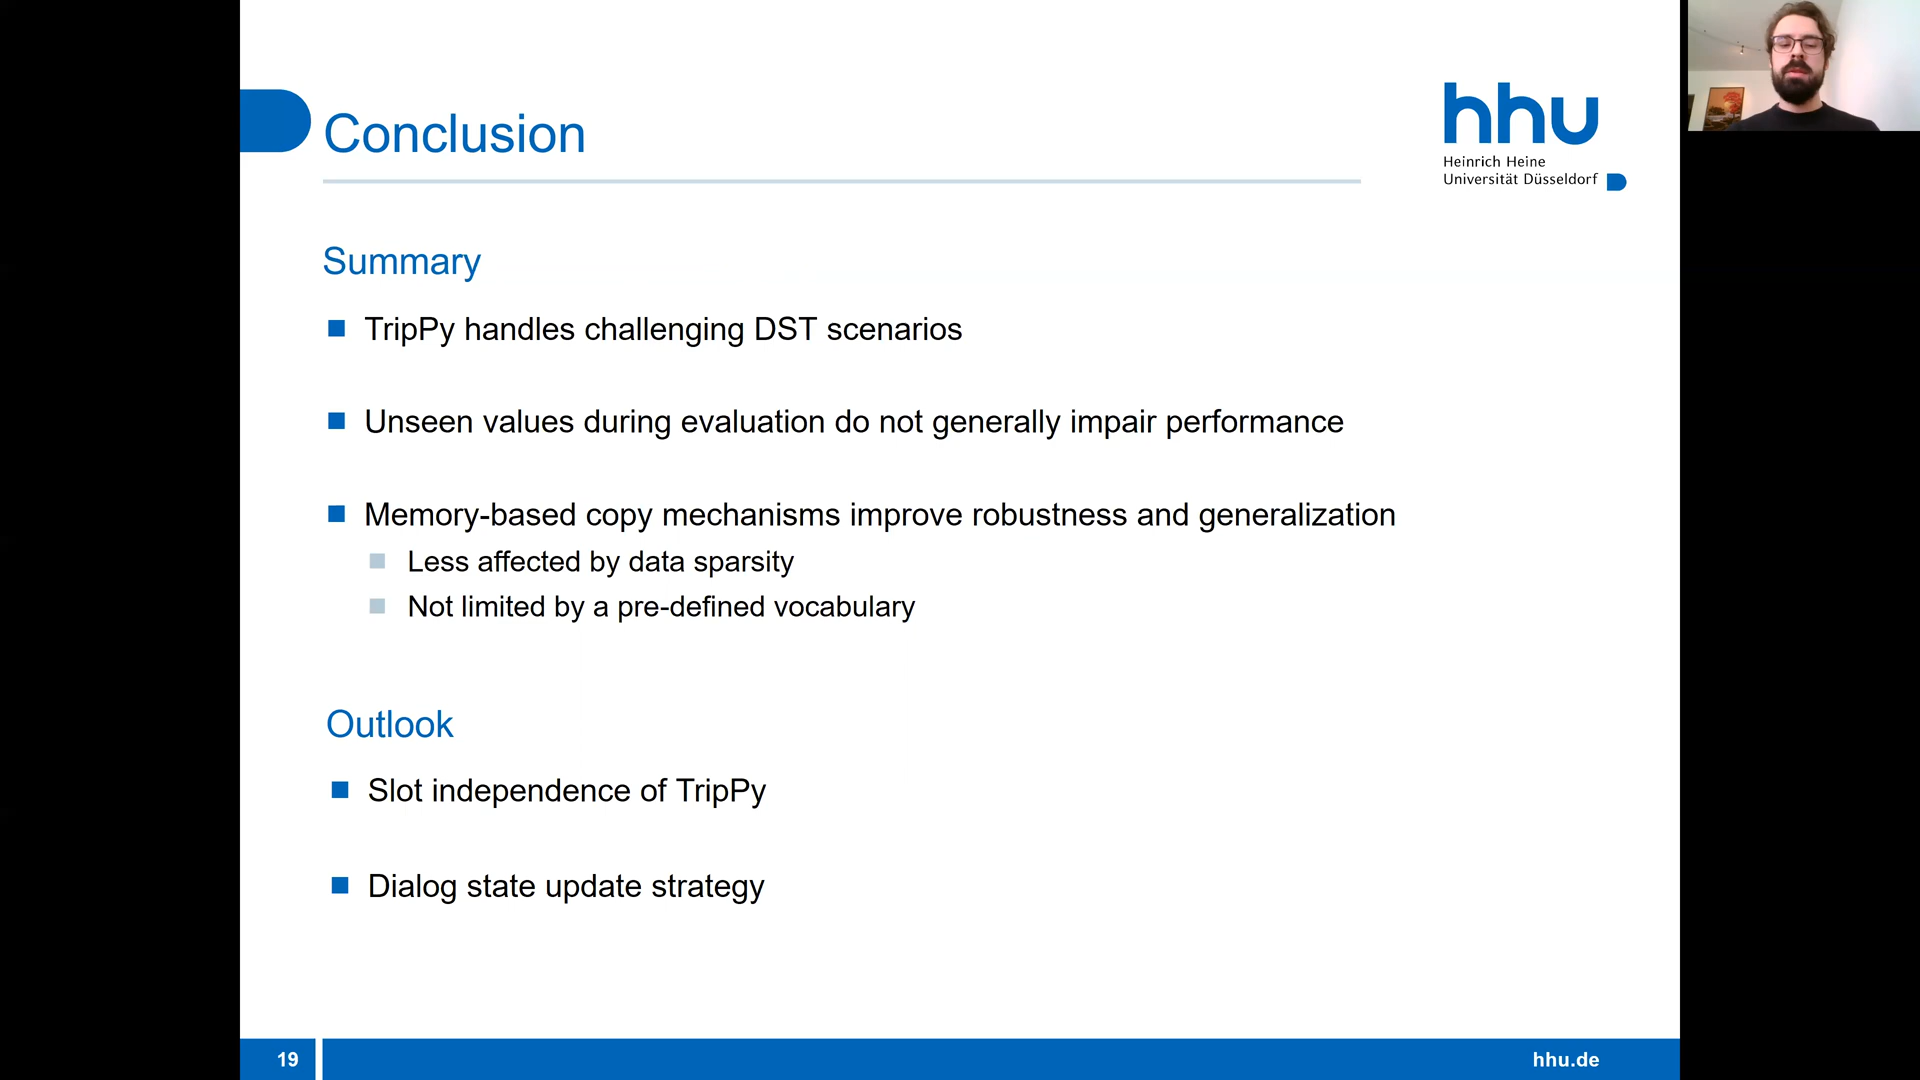 Conclusion
hhu
Heinrich Heine
Universität Düsseldorf
Summary
TripPy handles challenging DST scenarios
Unseen values during evaluation do not generally impair performance
Memory-based copy mechanisms improve robustness and generalization
Less affected by data sparsity
Not limited by a pre-defined vocabulary
Outlook
Slot independence of TripPy
Dialog state update strategy
19
hhu.de